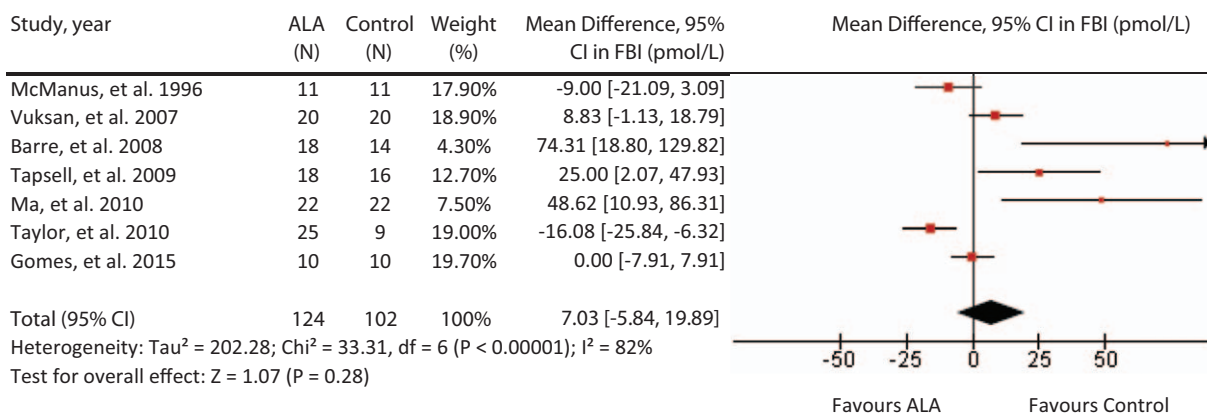 Study, year ALA Control Weight Mean Difference, 95% Mean Difference, 95% CI in FBI (pmol/L)
(N) (N) (%) CI in FBI (pmol/L)
McManus, et al. 1996 11 11 17.90% -9.00 [-21.09, 3.09]
Vuksan, et al. 2007 20 20 18.90% 8.83 [-1.13, 18.79]
Barre, et al. 2008 18 14 4.30% 74.31 [18.80, 129.82]
Tapsell, et al. 2009 18 16 12.70% 25.00 [2.07, 47.93]
Ma, et al. 2010 22 22 7.50% 48.62 [10.93, 86.31]
Taylor, et al. 2010 25 9 19.00% -16.08 [-25.84, -6.32]
Gomes, et al. 2015 10 10 19.70% 0.00 [-7.91, 7.91]
Total (95% CI) 124 102 100% 7.03 [-5.84, 19.89]
Heterogeneity: Tau² = 202.28; Chi² = 33.31, df = 6 (P < 0.00001); I² = 82%
Test for overall effect: Z = 1.07 (P = 0.28)
-50 -25 0 25 50
Favours ALA Favours Control